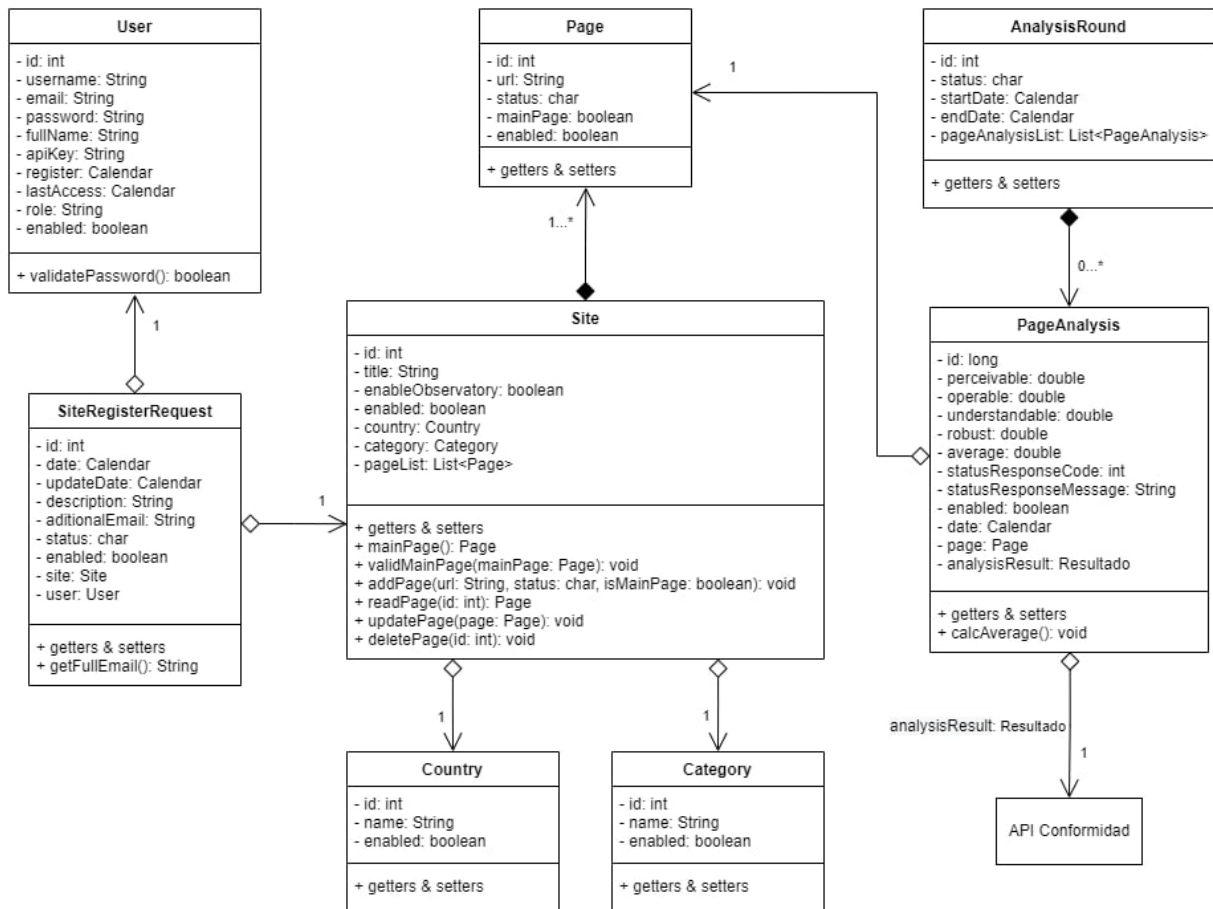 User
- id: int
- username: String
- email: String
- password: String
- fullName: String
- apiKey: String
- register: Calendar
- lastAccess: Calendar
- role: String
- enabled: boolean
+ validatePassword(): boolean
1
Page
- id: int
- url: String
- status: char
- mainPage: boolean
- enabled: boolean
+ getters & setters
1
1...*
AnalysisRound
- id: int
- status: char
- startDate: Calendar
- endDate: Calendar
- pageAnalysisList: List<PageAnalysis>
+ getters & setters
0...*
SiteRegisterRequest
- id: int
- date: Calendar
- updateDate: Calendar
- description: String
- aditionalEmail: String
- status: char
- enabled: boolean
- site: Site
- user: User
+ getters & setters
+ getFullEmail(): String
1
Site
- id: int
- title: String
- enableObservatory: boolean
- enabled: boolean
- country: Country
- category: Category
- pageList: List<Page>
+ getters & setters
+ mainPage(): Page
+ validMainPage(mainPage: Page): void
+ addPage(url: String, status: char, isMainPage: boolean): void
+ readPage(id: int): Page
+ updatePage(page: Page): void
+ deletePage(id: int): void
1
1
PageAnalysis
- id: long
- perceivable: double
- operable: double
- understandable: double
- robust: double
- average: double
- statusResponseCode: int
- statusResponseMessage: String
- enabled: boolean
- date: Calendar
- page: Page
- analysisResult: Resultado
+ getters & setters
+ calcAverage(): void
analysisResult: Resultado
1
Country
- id: int
- name: String
- enabled: boolean
+ getters & setters
Category
- id: int
- name: String
- enabled: boolean
+ getters & setters
API Conformidad